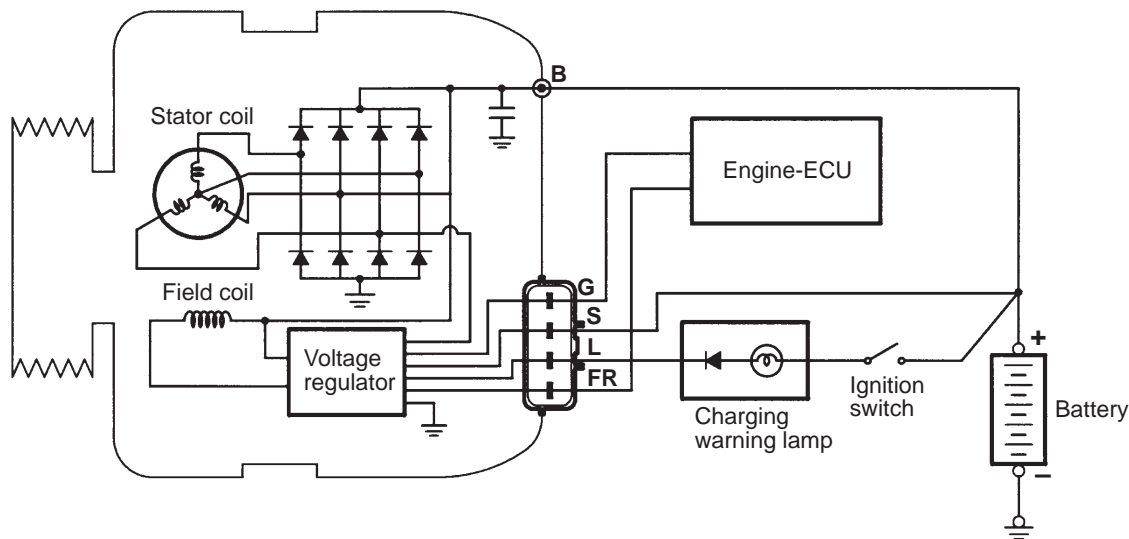 B
Stator coil
Engine-ECU
Field coil
G
S
Voltage
regulator
L
FR
+
Ignition
switch
Charging
warning lamp
Battery
−